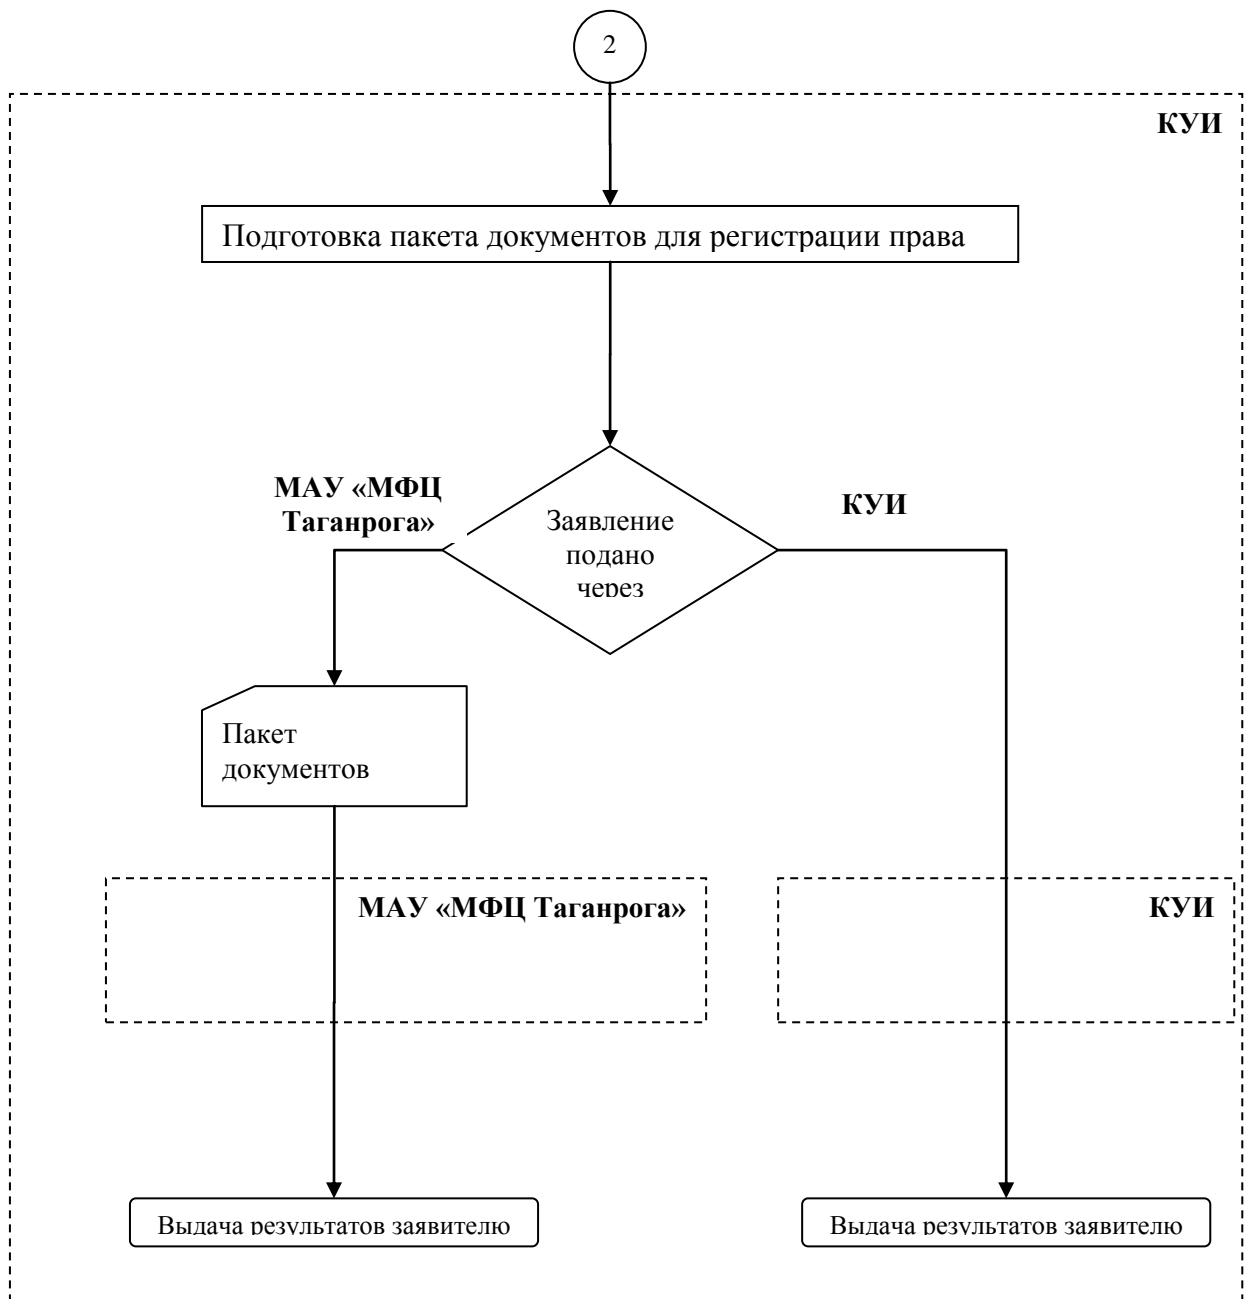 2
КУИ
Подготовка пакета документов для регистрации права
МАУ «МФЦ
Таганрога»
КУИ
Заявление
подано
через
Пакет
документов
МАУ «МФЦ Таганрога»
КУИ
Выдача результатов заявителю
Выдача результатов заявителю